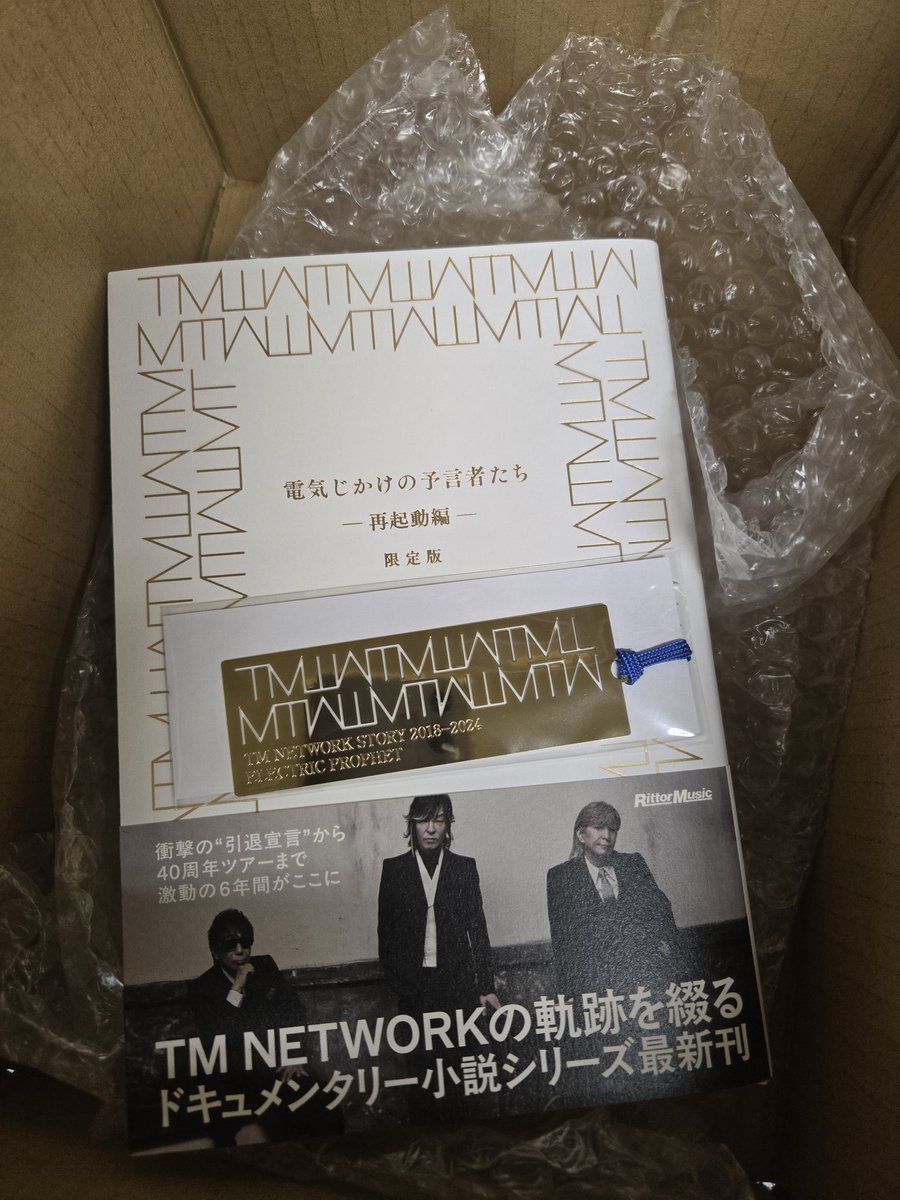 電気じかけの予言者たち
―再起動編―
限定版
TM NETWORK STORY 2018–2024
ELECTRIC PROPHET
RittorMusic
衝撃の“引退宣言”から
40周年ツアーまで
激動の6年間がここに
TM NETWORKの軌跡を綴る
ドキュメンタリー小説シリーズ最新刊